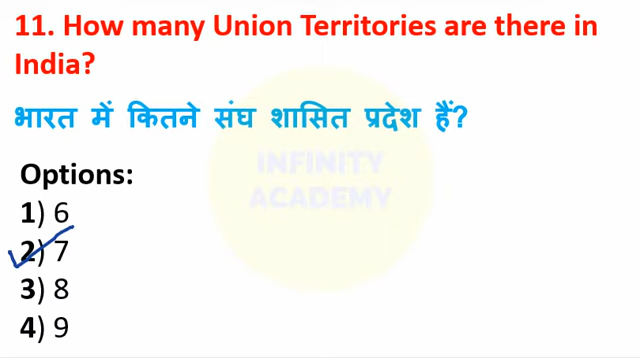 11. How many Union Territories are there in
India?
भारत में कितने संघ शासित प्रदेश हैं?
INFINITY
ACADEMY
Options:
1) 6
2) 7
3) 8
4) 9